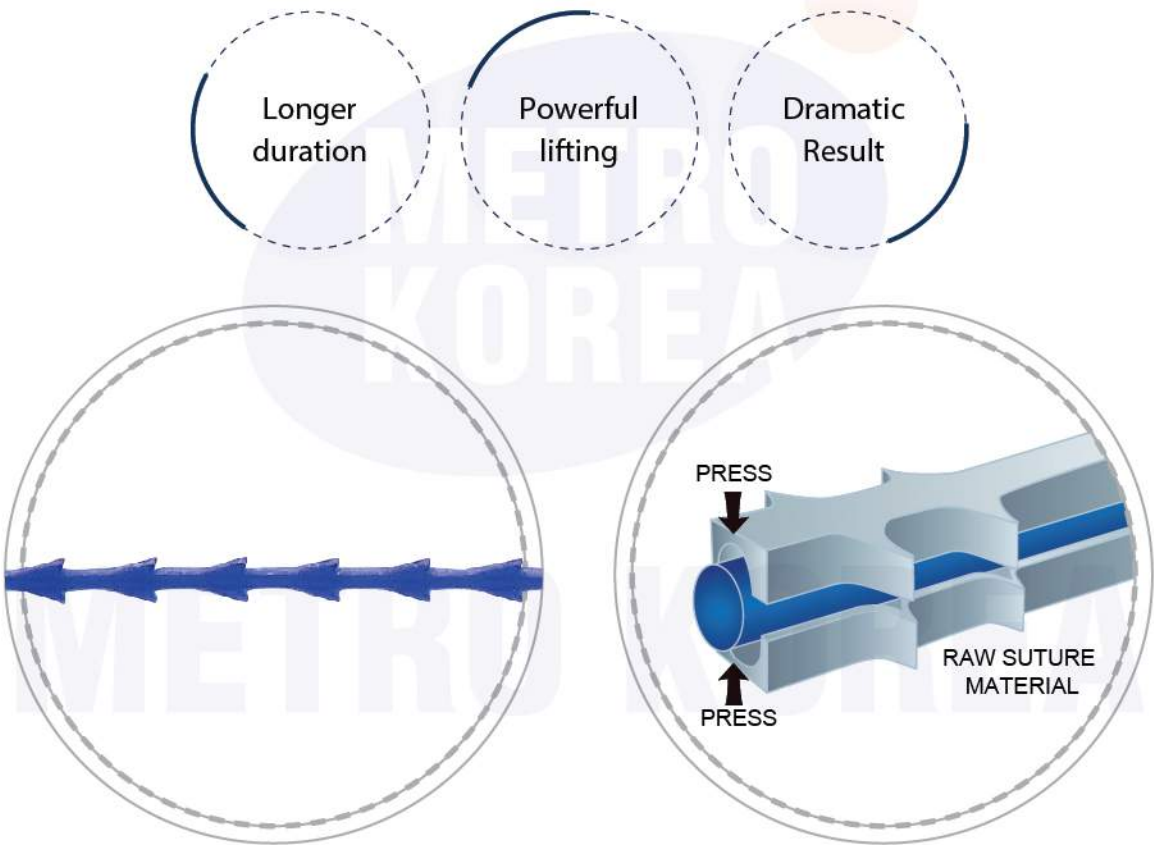 Longer
duration
Powerful
lifting
Dramatic
Result
METRO
KOREA
PRESS
RAW SUTURE
MATERIAL
PRESS
METRO KOREA